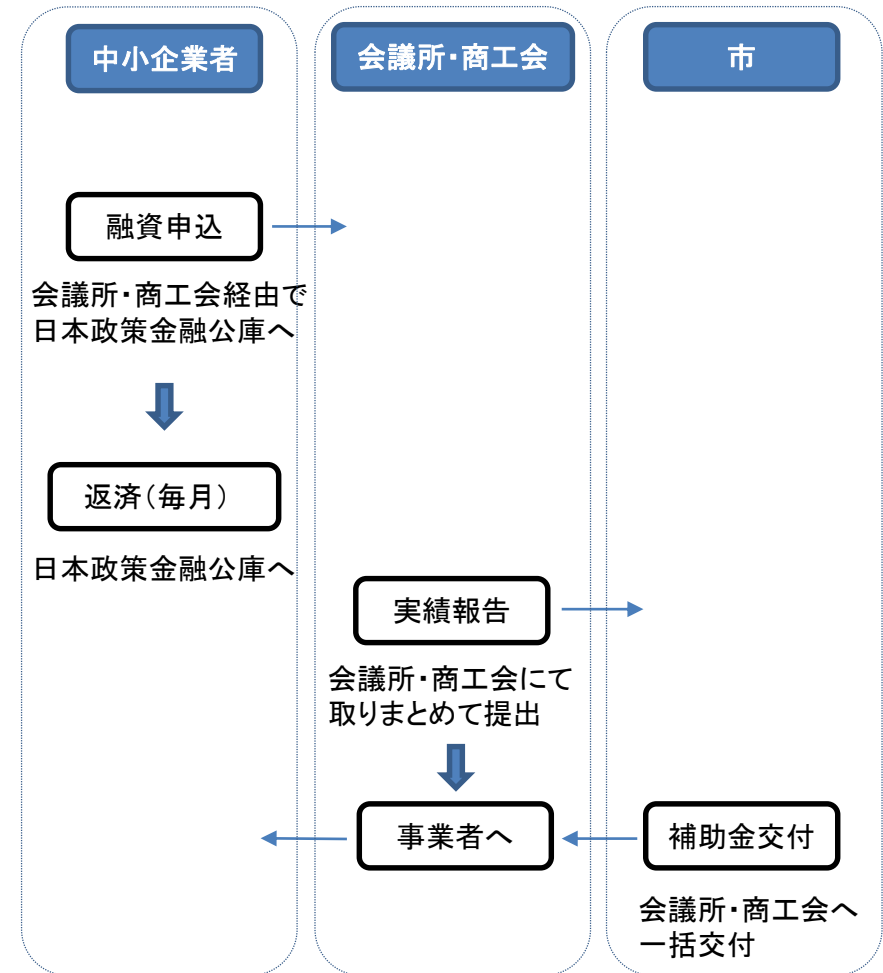 中小企業者
会議所・商工会
市
融資申込
会議所・商工会経由で
日本政策金融公庫へ
返済(毎月)
日本政策金融公庫へ
実績報告
会議所・商工会にて
取りまとめて提出
事業者へ
補助金交付
会議所・商工会へ
一括交付